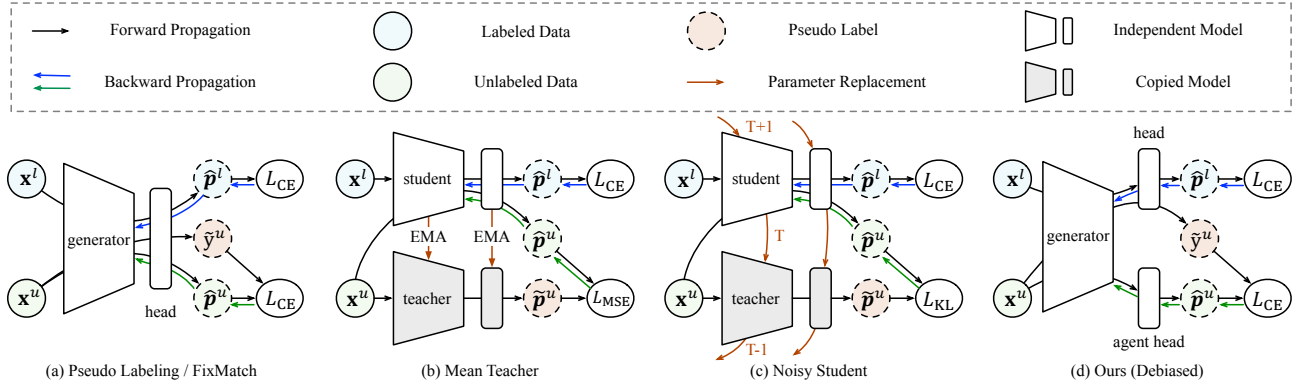 Forward Propagation Labeled Data Pseudo Label Independent Model
Backward Propagation Unlabeled Data Parameter Replacement Copied Model
x^l generator x^u head p̂^l ỹ^u p̂^u L_CE L_CE
(a) Pseudo Labeling / FixMatch
x^l student p̂^l L_CE
EMA EMA p̂^u
x^u teacher p̃^u L_MSE
(b) Mean Teacher
T+1
x^l student p̂^l L_CE
T p̂^u
x^u teacher p̃^u L_KL
T-1
(c) Noisy Student
head
x^l p̂^l L_CE
generator ỹ^u
x^u p̂^u L_CE
agent head
(d) Ours (Debiased)